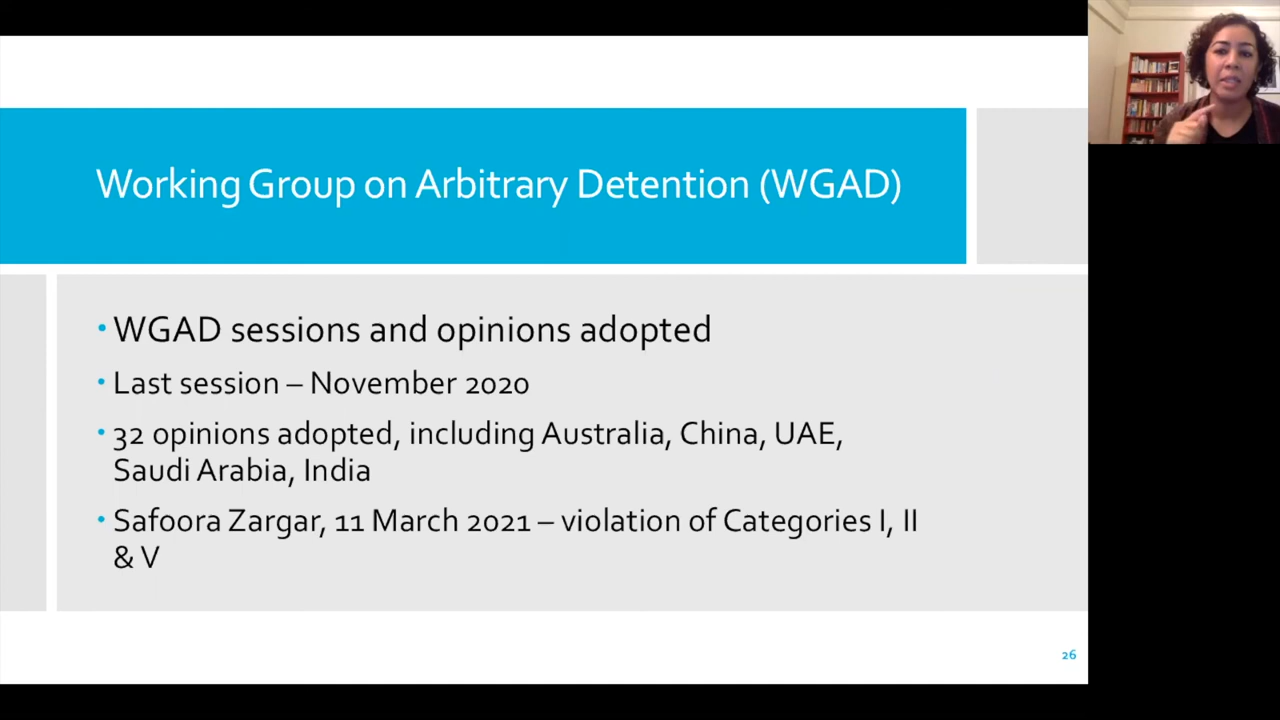 Working Group on Arbitrary Detention (WGAD)
• WGAD sessions and opinions adopted
• Last session – November 2020
• 32 opinions adopted, including Australia, China, UAE,
Saudi Arabia, India
• Safoora Zargar, 11 March 2021 – violation of Categories I, II
& V
26